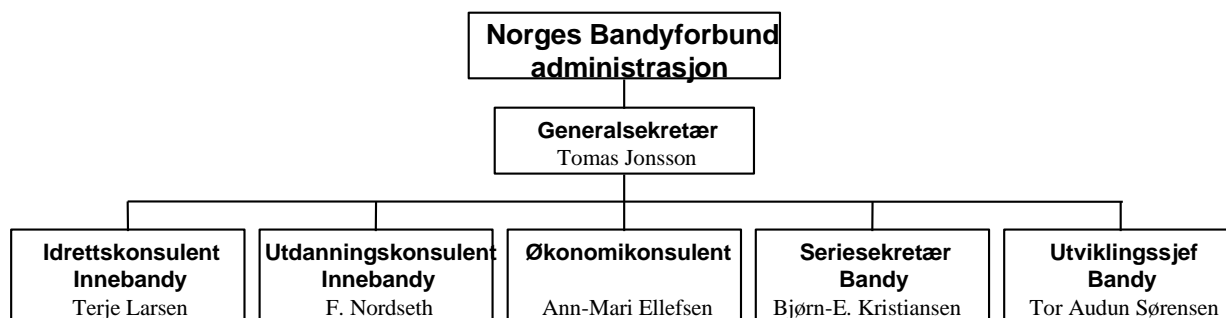 Norges Bandyforbund
administrasjon
Generalsekretær
Tomas Jonsson
Idrettskonsulent
Innebandy
Terje Larsen
Utdanningskonsulent
Innebandy
F. Nordseth
Økonomikonsulent
Ann-Mari Ellefsen
Seriesekretær
Bandy
Bjørn-E. Kristiansen
Utviklingssjef
Bandy
Tor Audun Sørensen